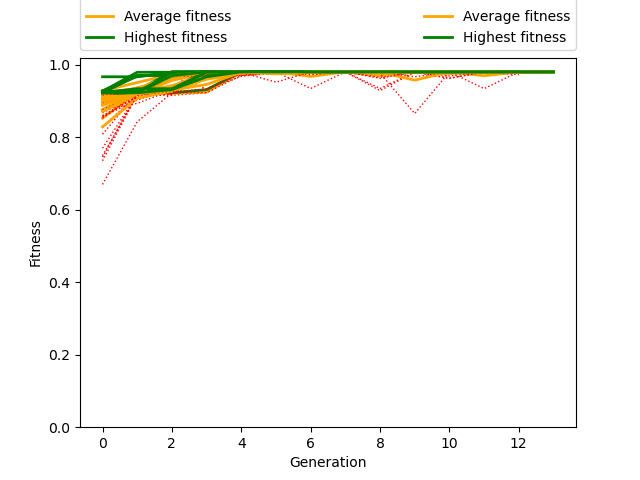 Average fitness Average fitness
Highest fitness Highest fitness
1.0
0.8
0.6
0.4
0.2
0.0
Fitness
0 2 4 6 8 10 12
Generation